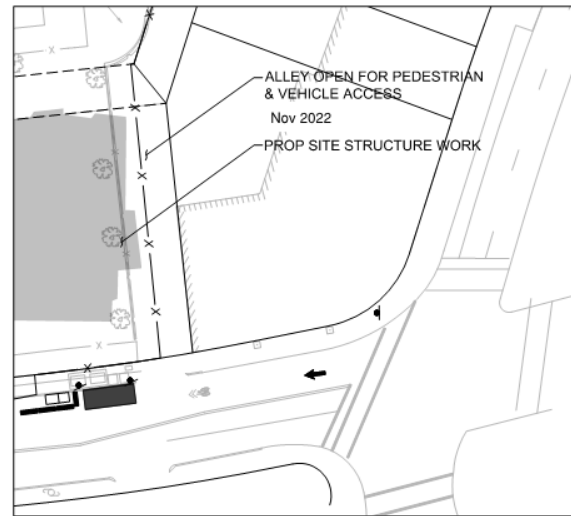 ALLEY OPEN FOR PEDESTRIAN
& VEHICLE ACCESS
Nov 2022
PROP SITE STRUCTURE WORK